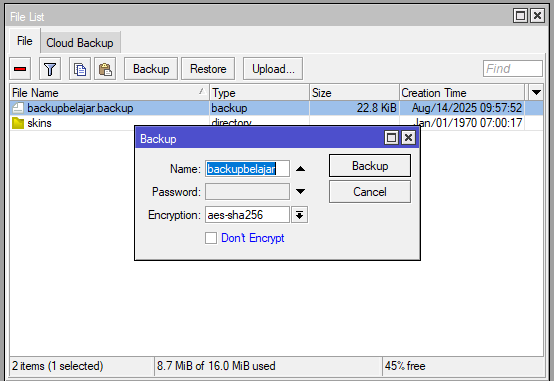 File List
File Cloud Backup
Backup Restore Upload... Find
File Name Type Size Creation Time
backupbelajar.backup backup 22.8 KiB Aug/14/2025 09:57:52
skins directory Jan/01/1970 07:00:17
Backup
Name: backupbelajar Backup
Password: Cancel
Encryption: aes-sha256
Don't Encrypt
2 items (1 selected) 8.7 MiB of 16.0 MiB used 45% free